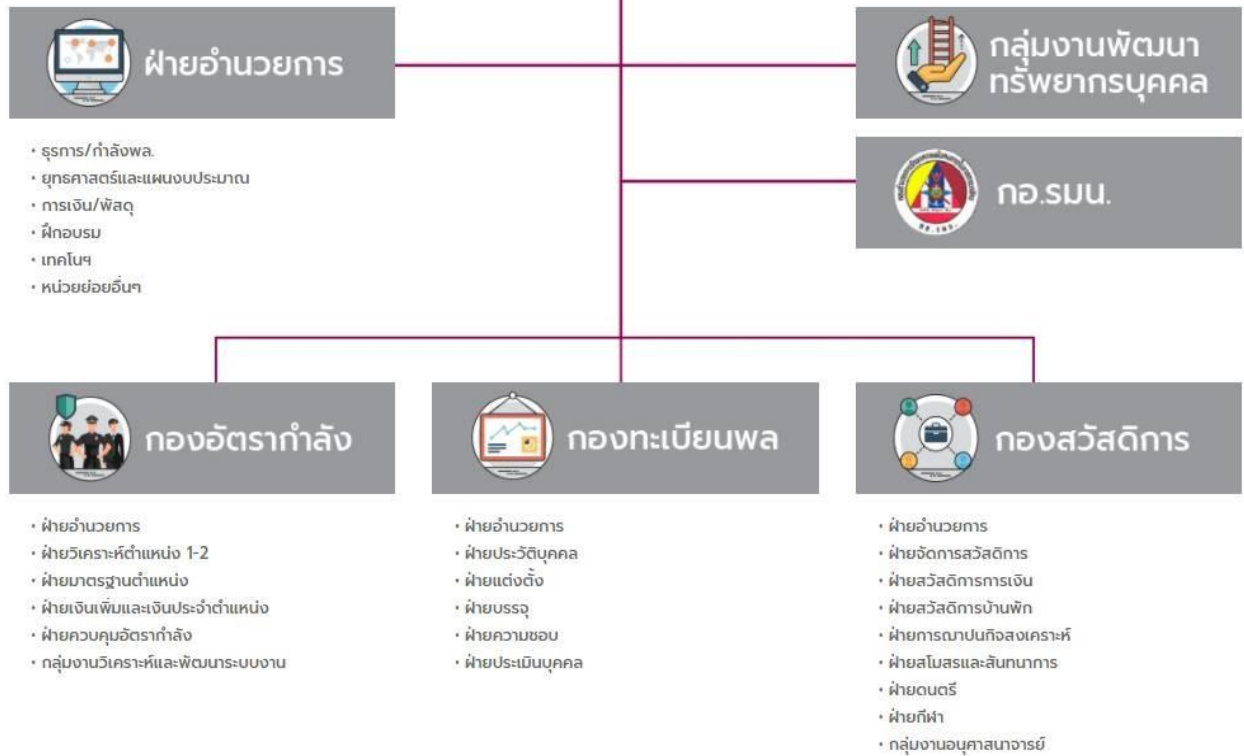 ฝ่ายอำนวยการ
• ธุรการ/กำลังพล.
• ยุทธศาสตร์และแผนงบประมาณ
• การเงิน/พัสดุ
• ฝึกอบรม
• เทคโนฯ
• หน่วยย่อยอื่นๆ
กลุ่มงานพัฒนา
ทรัพยากรบุคคล
กอ.รมน.
กองอัตรากำลัง
• ฝ่ายอำนวยการ
• ฝ่ายวิเคราะห์ตำแหน่ง 1-2
• ฝ่ายมาตรฐานตำแหน่ง
• ฝ่ายเงินเพิ่มและเงินประจำตำแหน่ง
• ฝ่ายควบคุมอัตรากำลัง
• กลุ่มงานวิเคราะห์และพัฒนาระบบงาน
กองทะเบียนพล
• ฝ่ายอำนวยการ
• ฝ่ายประวัติบุคคล
• ฝ่ายแต่งตั้ง
• ฝ่ายบรรจุ
• ฝ่ายความชอบ
• ฝ่ายประเมินบุคคล
กองสวัสดิการ
• ฝ่ายอำนวยการ
• ฝ่ายจัดการสวัสดิการ
• ฝ่ายสวัสดิการการเงิน
• ฝ่ายสวัสดิการบ้านพัก
• ฝ่ายการฌาปนกิจสงเคราะห์
• ฝ่ายสโมสรและสันทนาการ
• ฝ่ายดนตรี
• ฝ่ายกีฬา
• กลุ่มงานอนุศาสนาจารย์